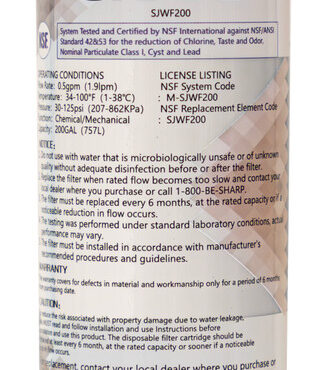 SJWF200
NSF
System Tested and Certified by NSF International against NSF/ANSI
Standard 42&53 for the reduction of Chlorine, Taste and Odor.
Nominal Particulate Class I, Cyst and Lead
OPERATING CONDITIONS
Rate: 0.5gpm (1.9lpm)
34-100°F (1-38°C)
30-125psi (207-862KPa)
Chemical/Mechanical
200GAL (757L)
LICENSE LISTING
NSF System Code
: M-SJWF200
NSF Replacement Element Code
: SJWF200
NOTICE:
Do not use with water that is microbiologically unsafe or of unknown
quality without adequate disinfection before or after the filter.
Replace the filter when rated flow becomes too slow and contact your
local dealer where you purchase or call 1-800-BE-SHARP.
The filter must be replaced every 6 months, at the rated capacity or if a
noticeable reduction in flow occurs.
The testing was performed under standard laboratory conditions, actual
performance may vary.
The filter must be installed in accordance with manufacturer's
recommended procedures and guidelines.
WARRANTY
warranty covers for defects in material and workmanship only for a period of 6 months
from purchasing date.
CAUTION:
reduce the risk associated with property damage due to water leakage,
MUST read and follow installation and use Instructions before
and use this product. The disposable filter cartridge should be
at least every 6 month, at the rated capacity or sooner if a noticeable
occurs.
replacement, contact your local dealer where you purchase or